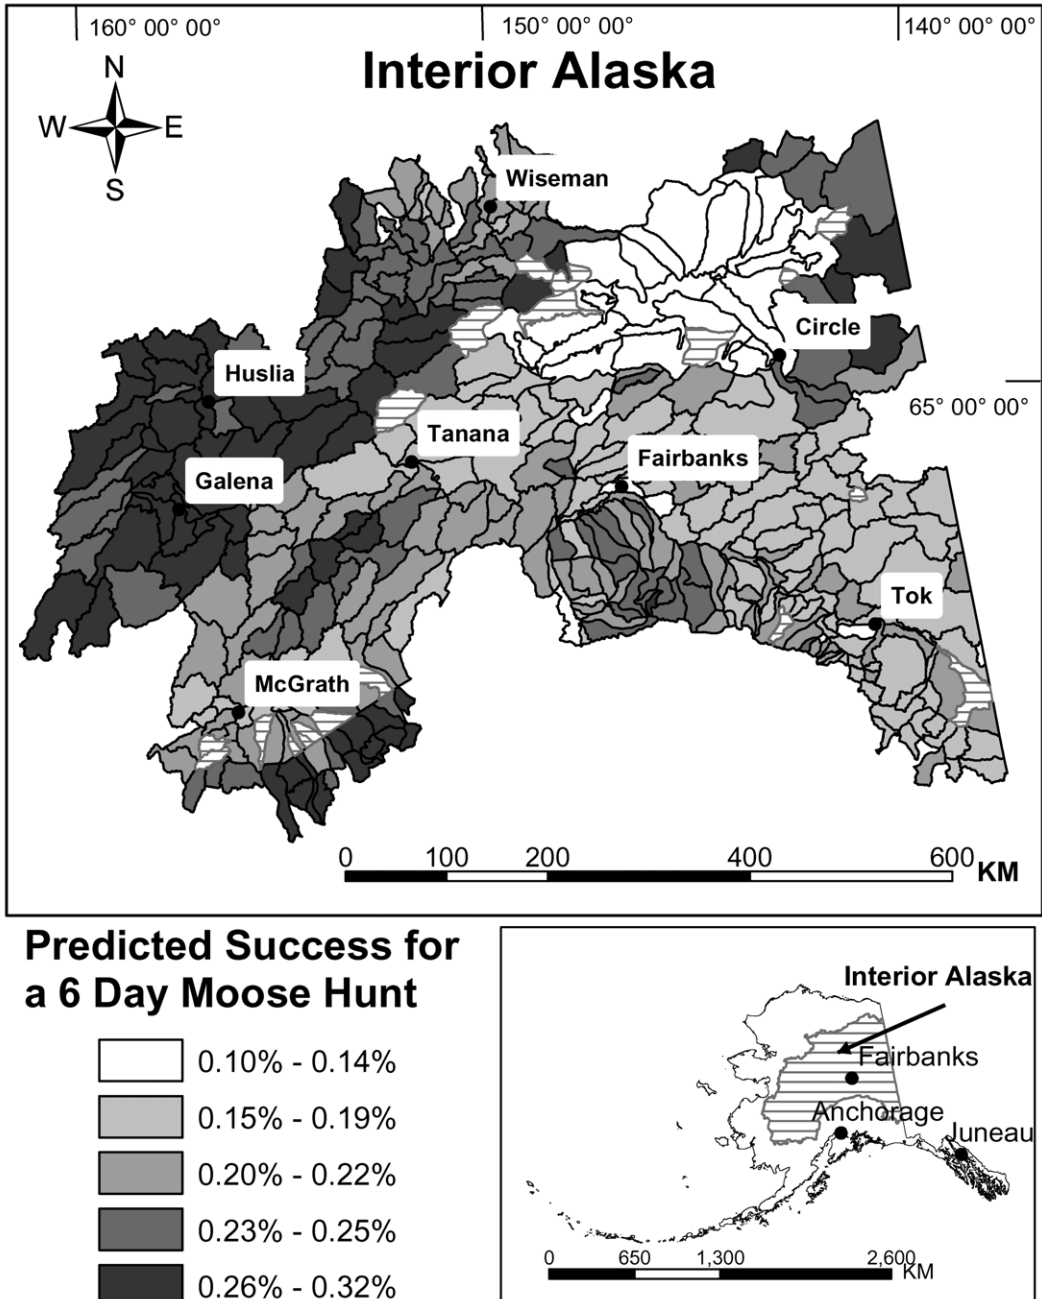 160° 00' 00"
150° 00' 00"
140° 00' 00"
Interior Alaska
N
W
E
S
Wiseman
Circle
Huslia
65° 00' 00"
Tanana
Fairbanks
Galena
Tok
McGrath
0 100 200 400 600 KM
Predicted Success for
a 6 Day Moose Hunt
0.10% - 0.14%
0.15% - 0.19%
0.20% - 0.22%
0.23% - 0.25%
0.26% - 0.32%
Interior Alaska
Fairbanks
Anchorage
Juneau
0 650 1,300 2,600 KM